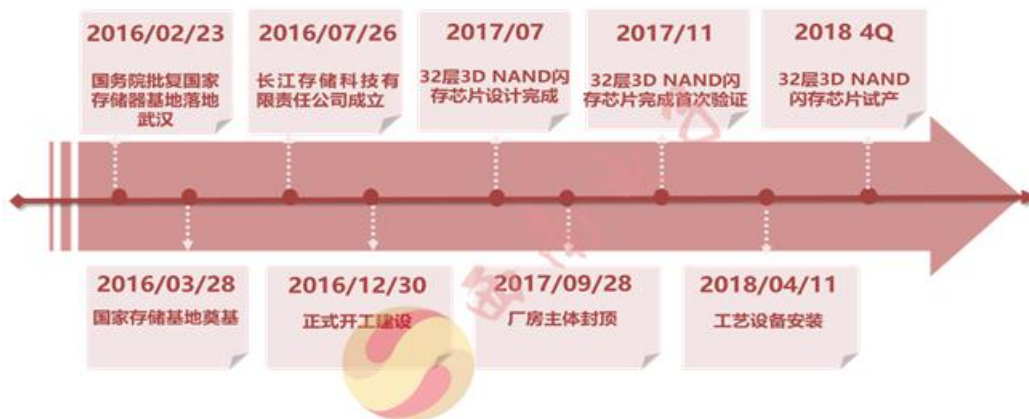 2016/02/23
国务院批复国家
存储器基地落地
武汉
2016/07/26
长江存储科技有
限责任公司成立
2017/07
32层3D NAND闪
存芯片设计完成
2017/11
32层3D NAND闪
存芯片完成首次验证
2018 4Q
32层3D NAND
闪存芯片试产
2016/03/28
国家存储基地奠基
2016/12/30
正式开工建设
2017/09/28
厂房主体封顶
2018/04/11
工艺设备安装